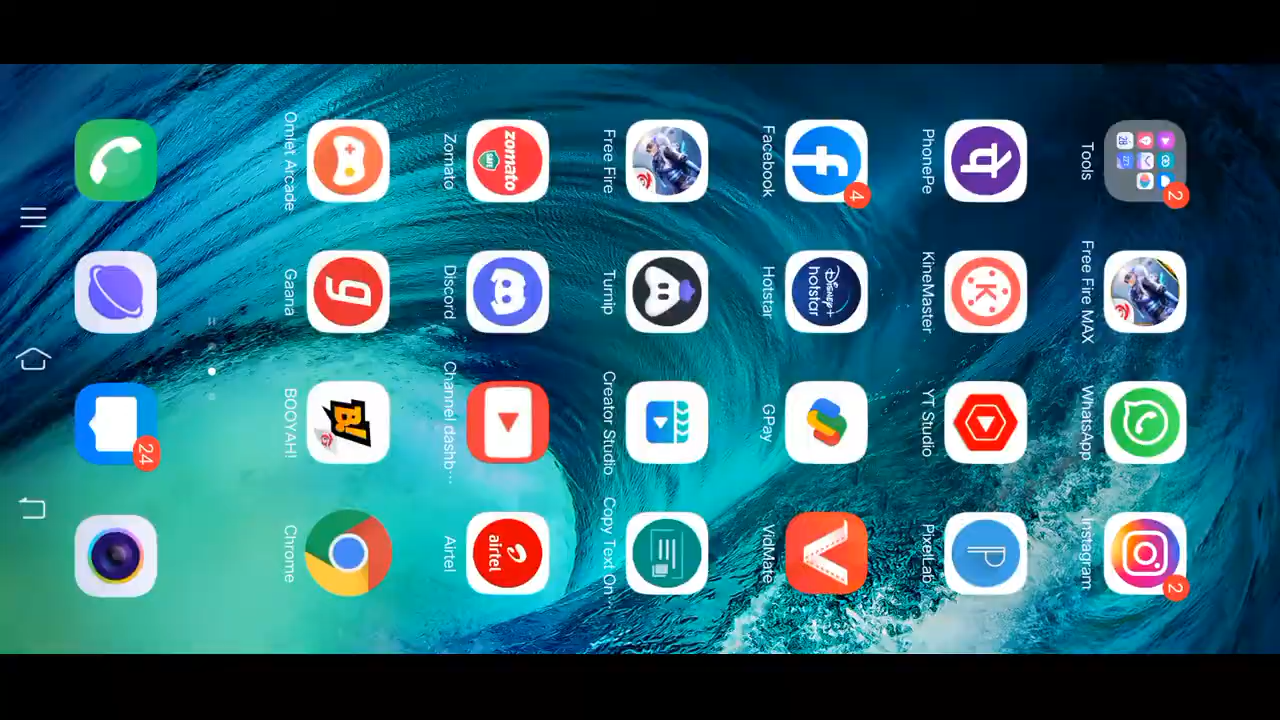 2
Tools
Free Fire MAX
WhatsApp
2
Instagram
PhonePe
KineMaster
YT Studio
PixelLab
4
Facebook
Disney+
hotstar
Hotstar
GPay
VidMate
Free Fire
Turnip
Creator Studio
Copy Text On...
zomato
Zomato
Discord
Channel dashb...
airtel
Airtel
Omlet Arcade
g
Gaana
B!
BOOYAH!
Chrome
24